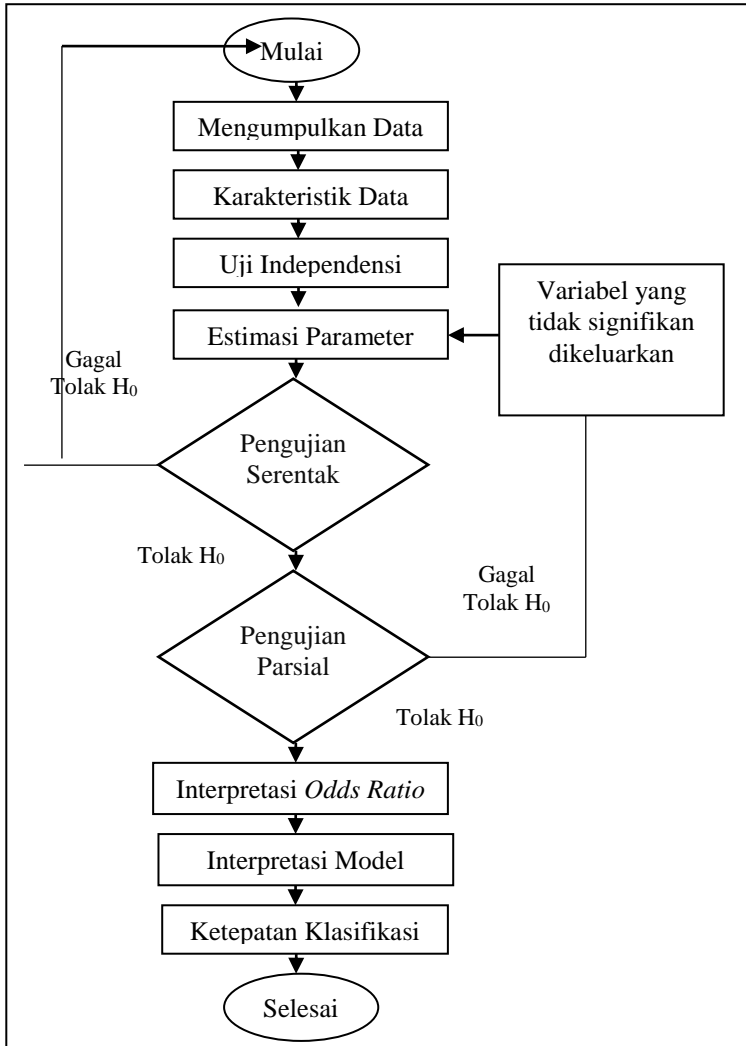 Mulai
Mengumpulkan Data
Karakteristik Data
Uji Independensi
Variabel yang
tidak signifikan
dikeluarkan
Estimasi Parameter
Gagal
Tolak H₀
Pengujian
Serentak
Tolak H₀
Gagal
Tolak H₀
Pengujian
Parsial
Tolak H₀
Interpretasi Odds Ratio
Interpretasi Model
Ketepatan Klasifikasi
Selesai